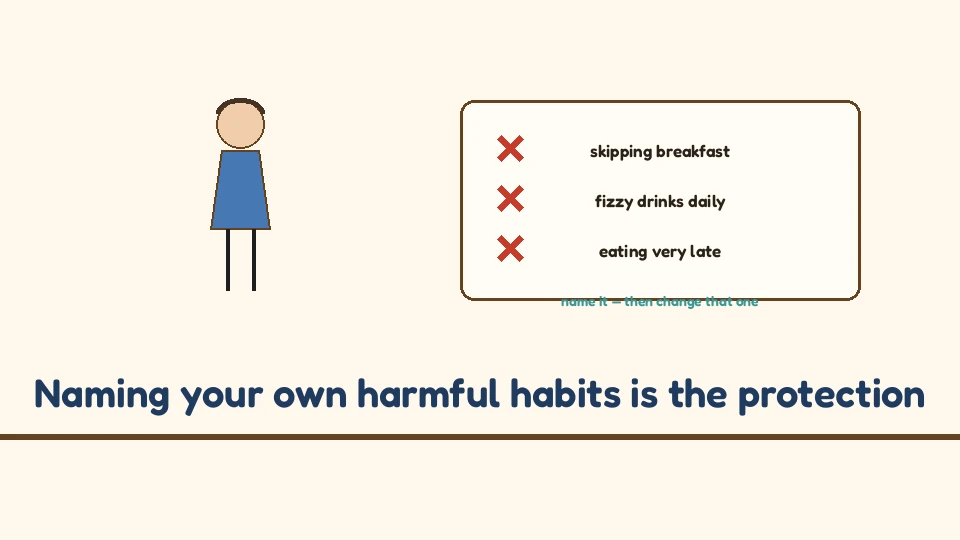 skipping breakfast
fizzy drinks daily
eating very late
name it – then change that one
Naming your own harmful habits is the protection